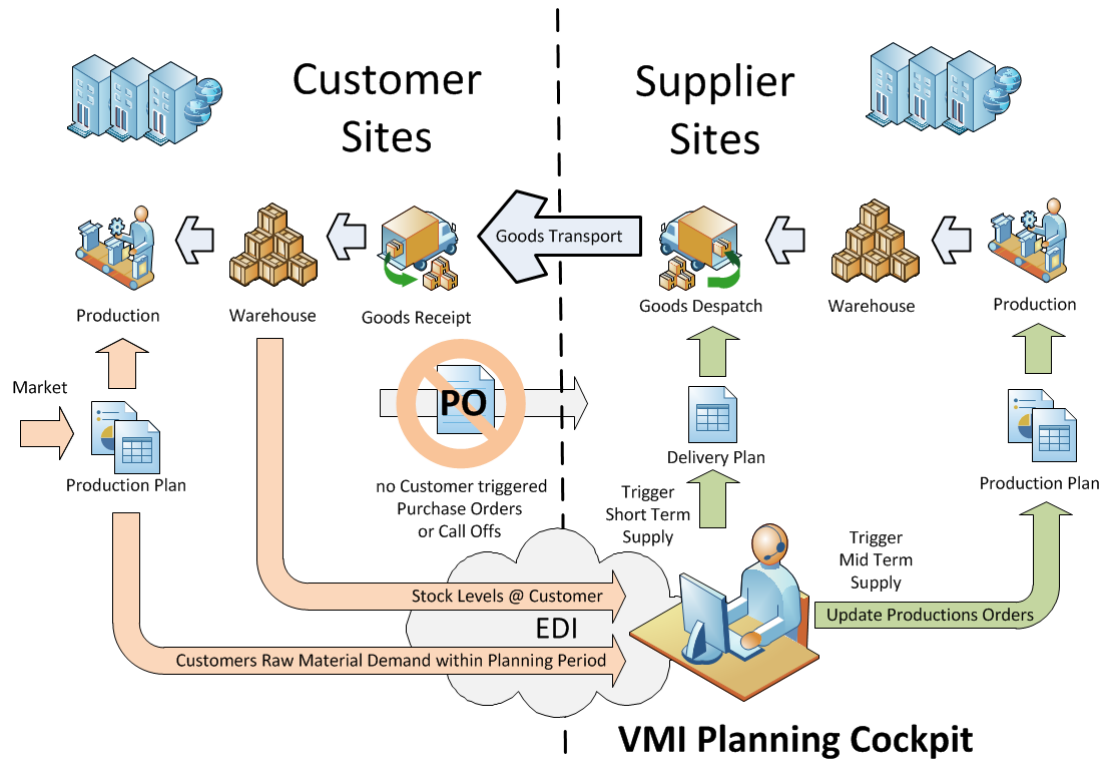 Customer
Sites
Supplier
Sites
Goods Transport
Production
Warehouse
Goods Receipt
Goods Despatch
Warehouse
Production
Market
PO
Production Plan
Delivery Plan
Production Plan
no Customer triggered
Purchase Orders
or Call Offs
Trigger
Short Term
Supply
Trigger
Mid Term
Supply
Stock Levels @ Customer
Update Productions Orders
EDI
Customers Raw Material Demand within Planning Period
VMI Planning Cockpit